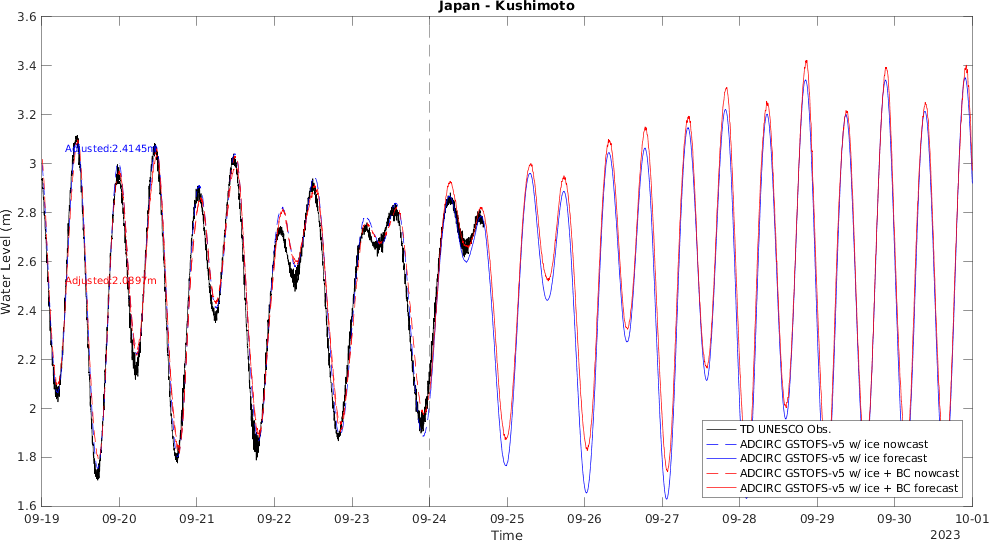 Japan - Kushimoto
3.6
3.4
3.2
3
2.8
2.6
2.4
2.2
2
1.8
1.6
Water Level (m)
Adjusted:2.4145m
Adjusted:2.0897m
TD UNESCO Obs.
ADCIRC GSTOFS-v5 w/ ice nowcast
ADCIRC GSTOFS-v5 w/ ice forecast
ADCIRC GSTOFS-v5 w/ ice + BC nowcast
ADCIRC GSTOFS-v5 w/ ice + BC forecast
09-19 09-20 09-21 09-22 09-23 09-24 09-25 09-26 09-27 09-28 09-29 09-30 10-01
Time
2023